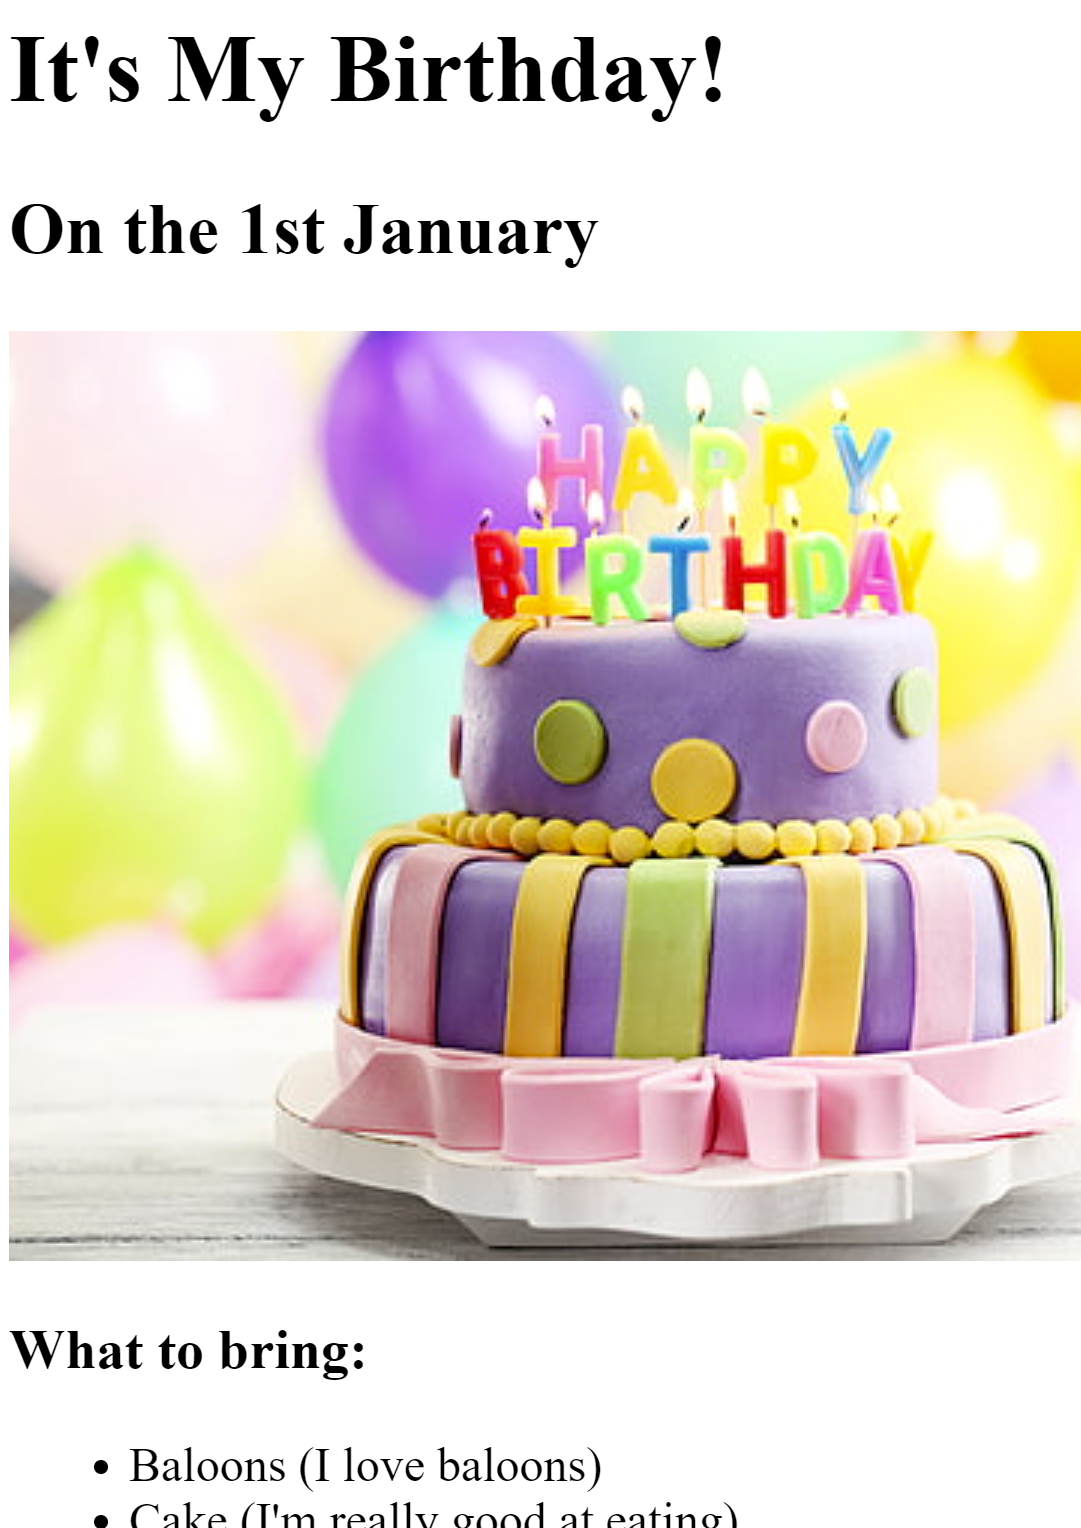 It's My Birthday!
On the 1st January
HAPPY
BIRTHDAY
What to bring:
Baloons (I love baloons)
Cake (I'm really good at eating)